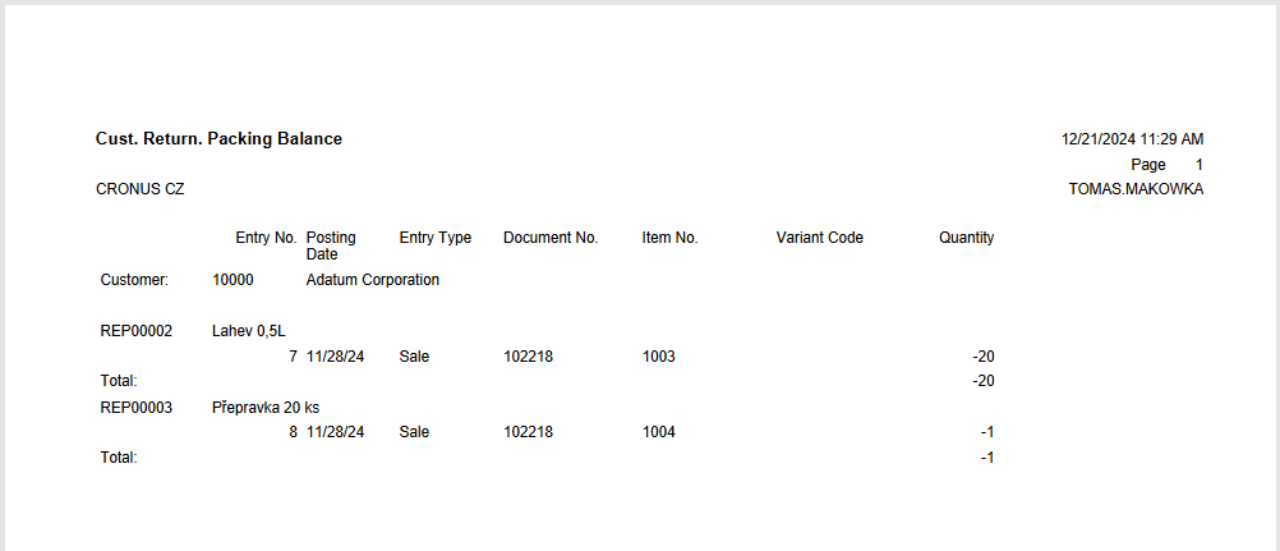 Cust. Return. Packing Balance 12/21/2024 11:29 AM
Page 1
CRONUS CZ TOMAS.MAKOWKA
Entry No. Posting Date Entry Type Document No. Item No. Variant Code Quantity
Customer: 10000 Adatum Corporation
REP00002 Lahev 0,5L
7 11/28/24 Sale 102218 1003 -20
Total: -20
REP00003 Přepravka 20 ks
8 11/28/24 Sale 102218 1004 -1
Total: -1